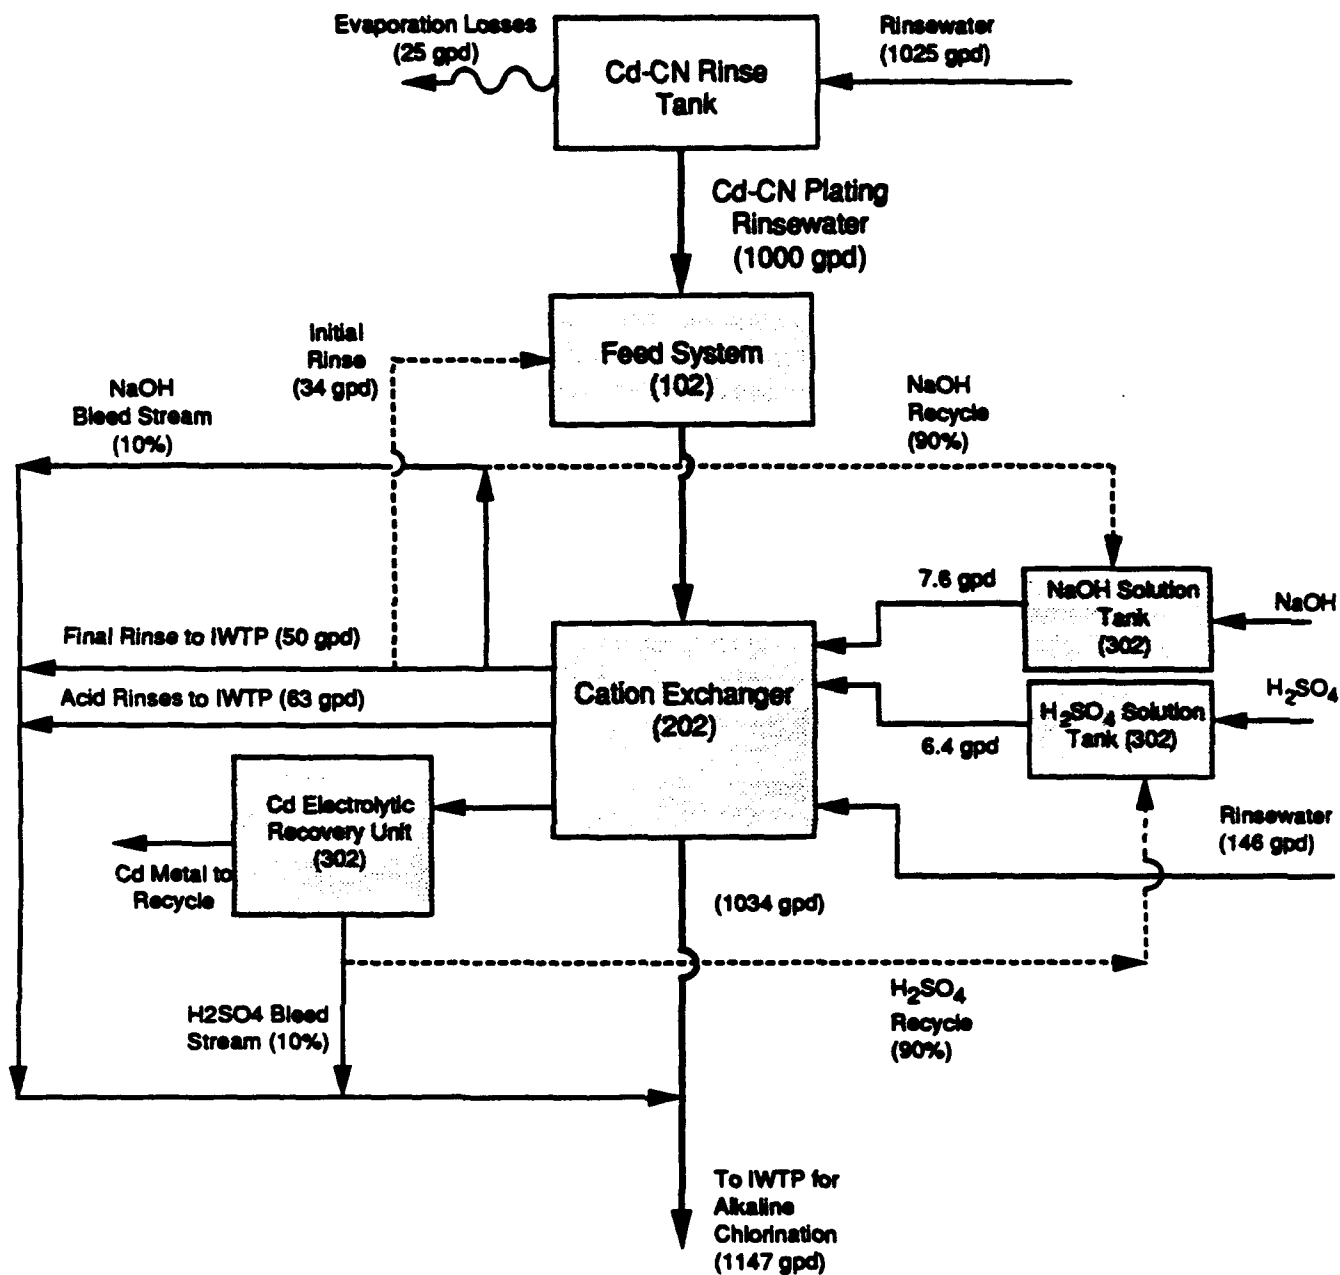 Evaporation Losses
(25 gpd)
Cd-CN Rinse
Tank
Rinsewater
(1025 gpd)
Cd-CN Plating
Rinsewater
(1000 gpd)
Initial
Rinse
(34 gpd)
Feed System
(102)
NaOH
Bleed Stream
(10%)
NaOH
Recycle
(90%)
7.6 gpd
NaOH Solution
Tank
(302)
NaOH
Final Rinse to IWTP (50 gpd)
Acid Rinses to IWTP (63 gpd)
Cation Exchanger
(202)
H2SO4 Solution
Tank (302)
H2SO4
6.4 gpd
Cd Electrolytic
Recovery Unit
(302)
Cd Metal to
Recycle
Rinsewater
(146 gpd)
(1034 gpd)
H2SO4 Bleed
Stream (10%)
H2SO4
Recycle
(90%)
To IWTP for
Alkaline
Chlorination
(1147 gpd)